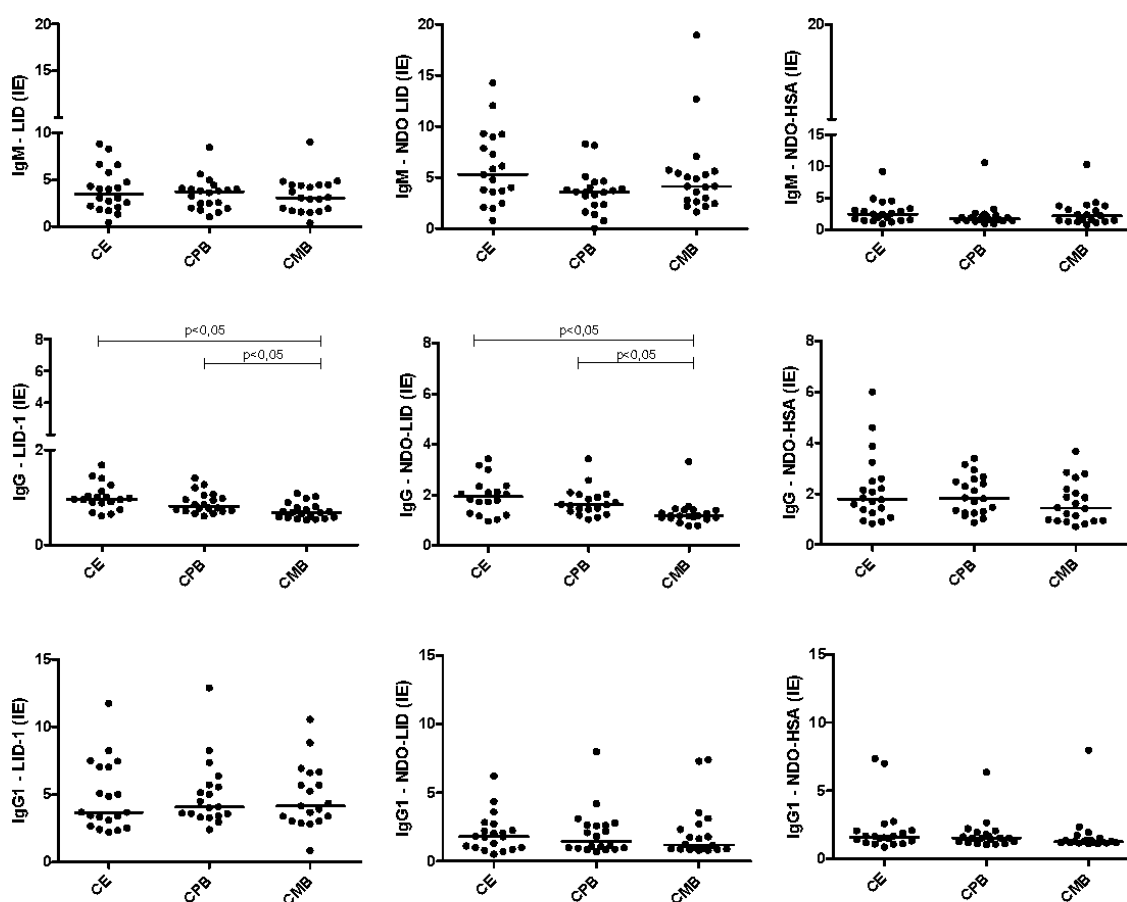 IgM - LID (IE)
20
15
10
5
0
CE
CPB
CMB
IgM - NDO LID (IE)
20
15
10
5
0
CE
CPB
CMB
IgM - NDO-HSA (IE)
20
15
10
5
0
CE
CPB
CMB
IgG - LID-1 (IE)
8
6
4
2
0
p<0,05
p<0,05
CE
CPB
CMB
IgG - NDO-LID (IE)
8
6
4
2
0
p<0,05
p<0,05
CE
CPB
CMB
IgG - NDO-HSA (IE)
8
6
4
2
0
CE
CPB
CMB
IgG1 - LID-1 (IE)
15
10
5
0
CE
CPB
CMB
IgG1 - NDO-LID (IE)
15
10
5
0
CE
CPB
CMB
IgG1 - NDO-HSA (IE)
15
10
5
0
CE
CPB
CMB